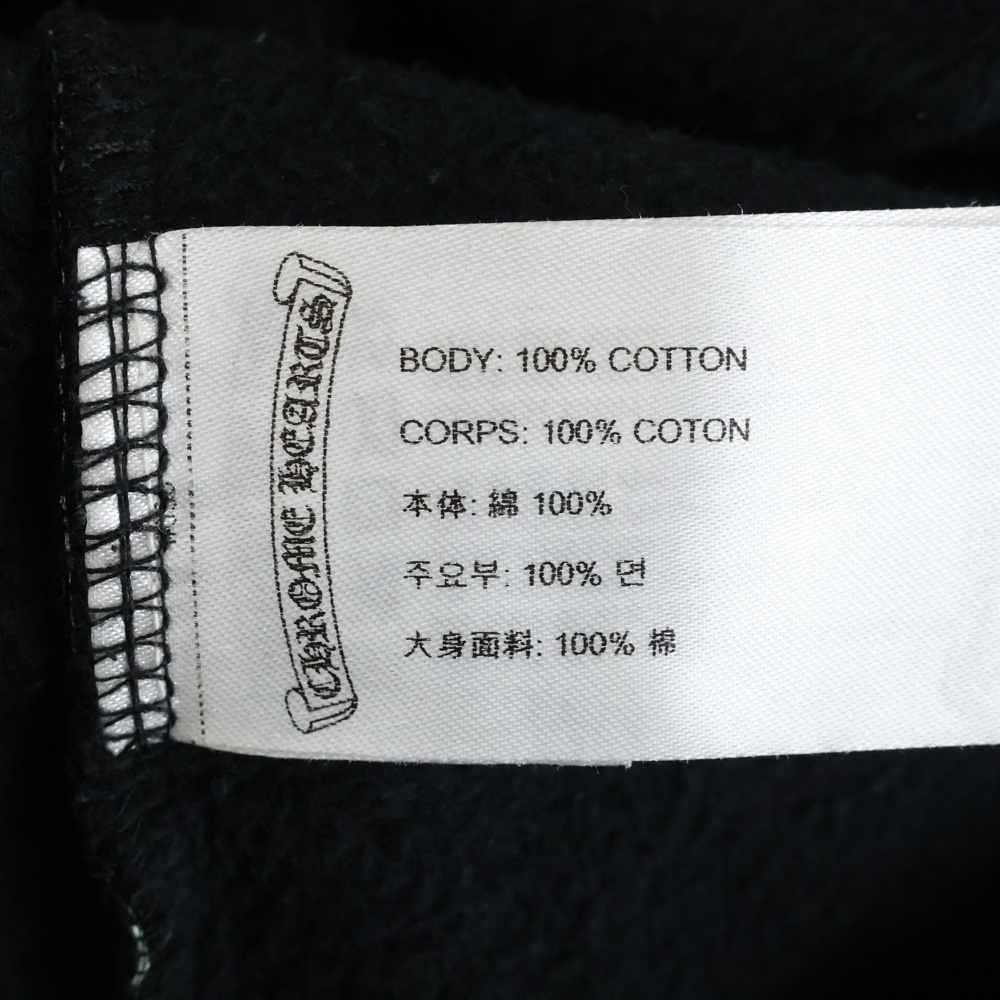 CHROME HEARTS
BODY: 100% COTTON
CORPS: 100% COTON
本体: 綿 100%
주요부: 100% 면
大身面料: 100% 棉